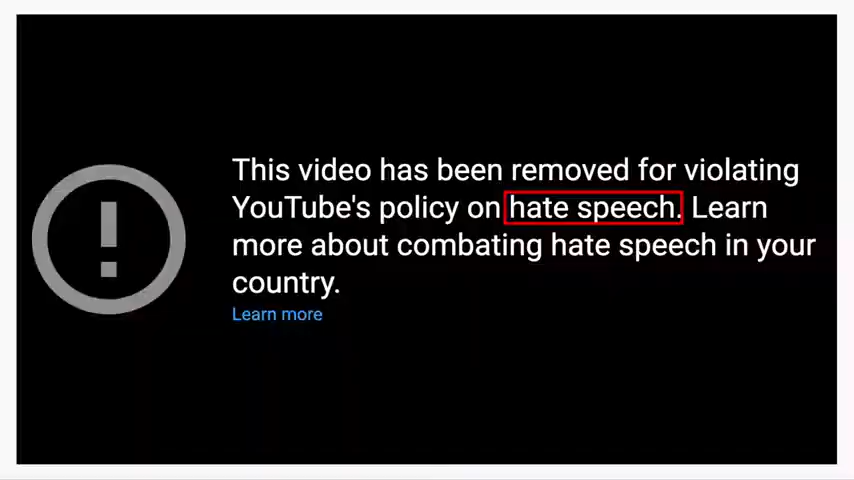 This video has been removed for violating
YouTube's policy on hate speech. Learn
more about combating hate speech in your
country.
Learn more